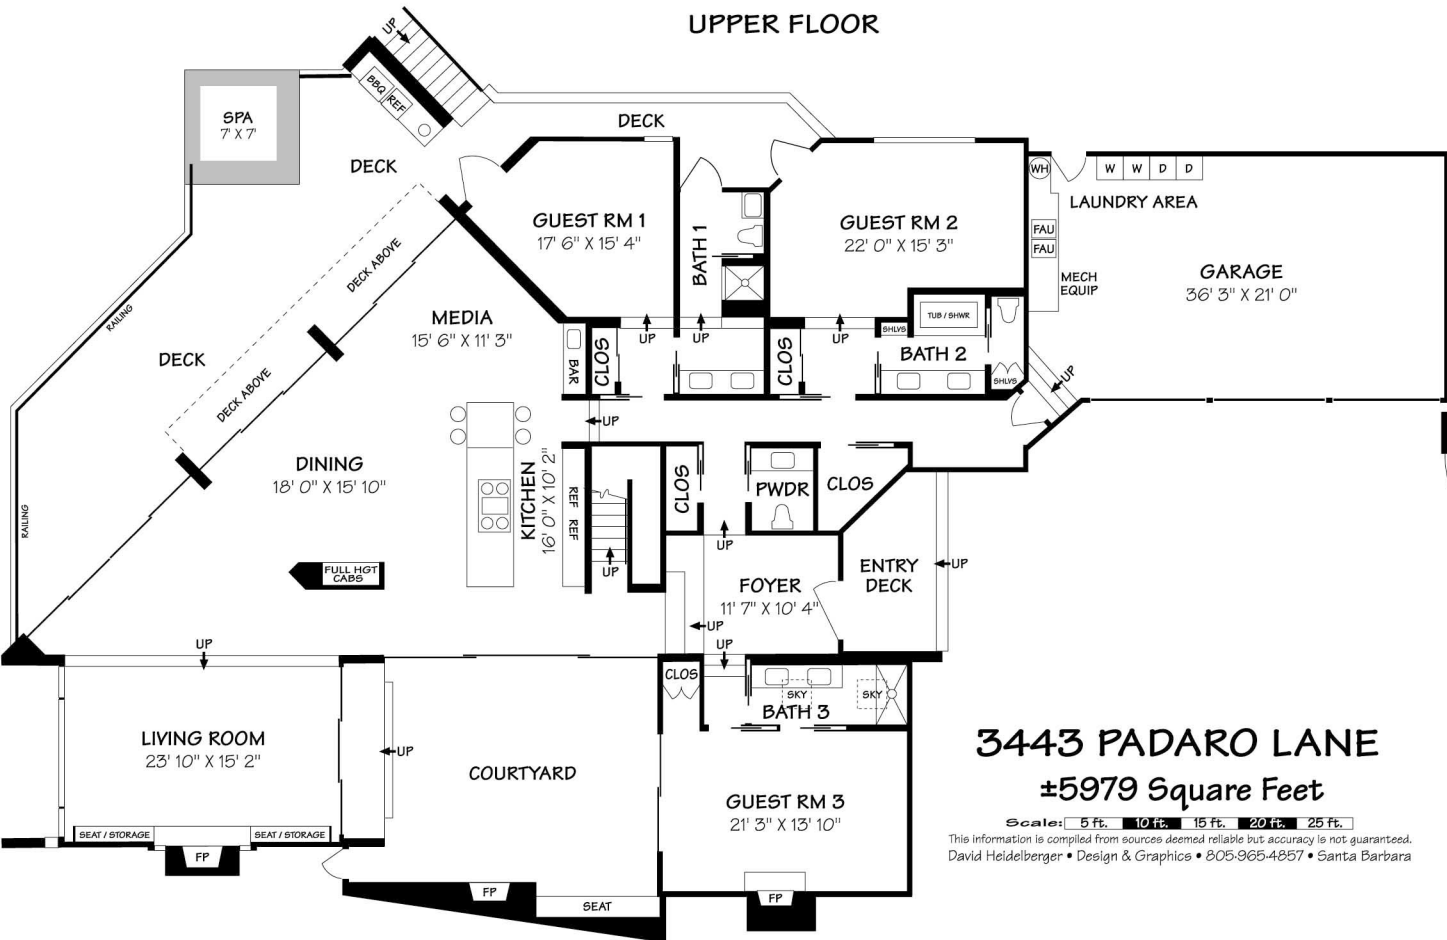 UPPER FLOOR
UP
BBQ
REF
SPA
7' X 7'
DECK
DECK
GUEST RM 1
17' 6" X 15' 4"
BATH 1
GUEST RM 2
22' 0" X 15' 3"
WH
W W D D
LAUNDRY AREA
FAU
FAU
MECH
EQUIP
GARAGE
36' 3" X 21' 0"
DECK ABOVE
RAILING
MEDIA
15' 6" X 11' 3"
DECK
DECK ABOVE
BAR
CLOS
UP
UP
CLOS
UP
SHLVS
TUB / SHWR
BATH 2
SHLVS
UP
UP
DINING
18' 0" X 15' 10"
KITCHEN
16' 0" X 10' 2"
REF REF
UP
CLOS
PWDR
CLOS
RAILING
FULL HGT
CABS
UP
FOYER
11' 7" X 10' 4"
ENTRY
DECK
UP
UP
UP
UP
CLOS
SKY
SKY
BATH 3
LIVING ROOM
23' 10" X 15' 2"
UP
COURTYARD
GUEST RM 3
21' 3" X 13' 10"
SEAT / STORAGE
SEAT / STORAGE
FP
FP
SEAT
FP
3443 PADARO LANE
±5979 Square Feet
Scale: 5 ft. 10 ft. 15 ft. 20 ft. 25 ft.
This information is compiled from sources deemed reliable but accuracy is not guaranteed.
David Heidelberger • Design & Graphics • 805•965•4857 • Santa Barbara